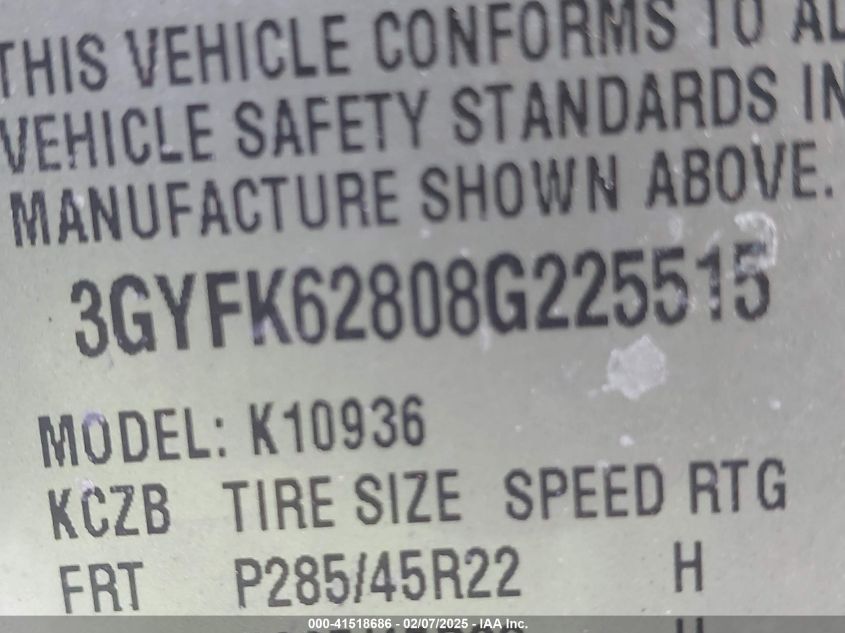 THIS VEHICLE CONFORMS TO
VEHICLE SAFETY STANDARDS IN
MANUFACTURE SHOWN ABOVE.
3GYFK62808G225515
MODEL: K10936
KCZB TIRE SIZE SPEED RTG
FRT P285/45R22 H
000-41518686 - 02/07/2025 - IAA Inc.